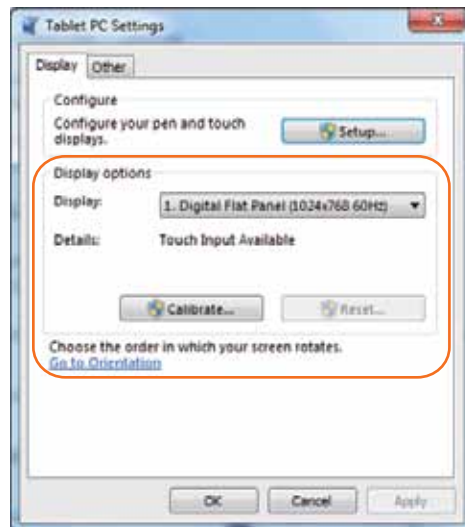 Tablet PC Settings
Display Other
Configure
Configure your pen and touch
displays.
Setup...
Display options
Display:
1. Digital Flat Panel (1024x768 60Hz)
Details:
Touch Input Available
Calibrate...
Reset...
Choose the order in which your screen rotates.
Go to Orientation
OK Cancel Apply